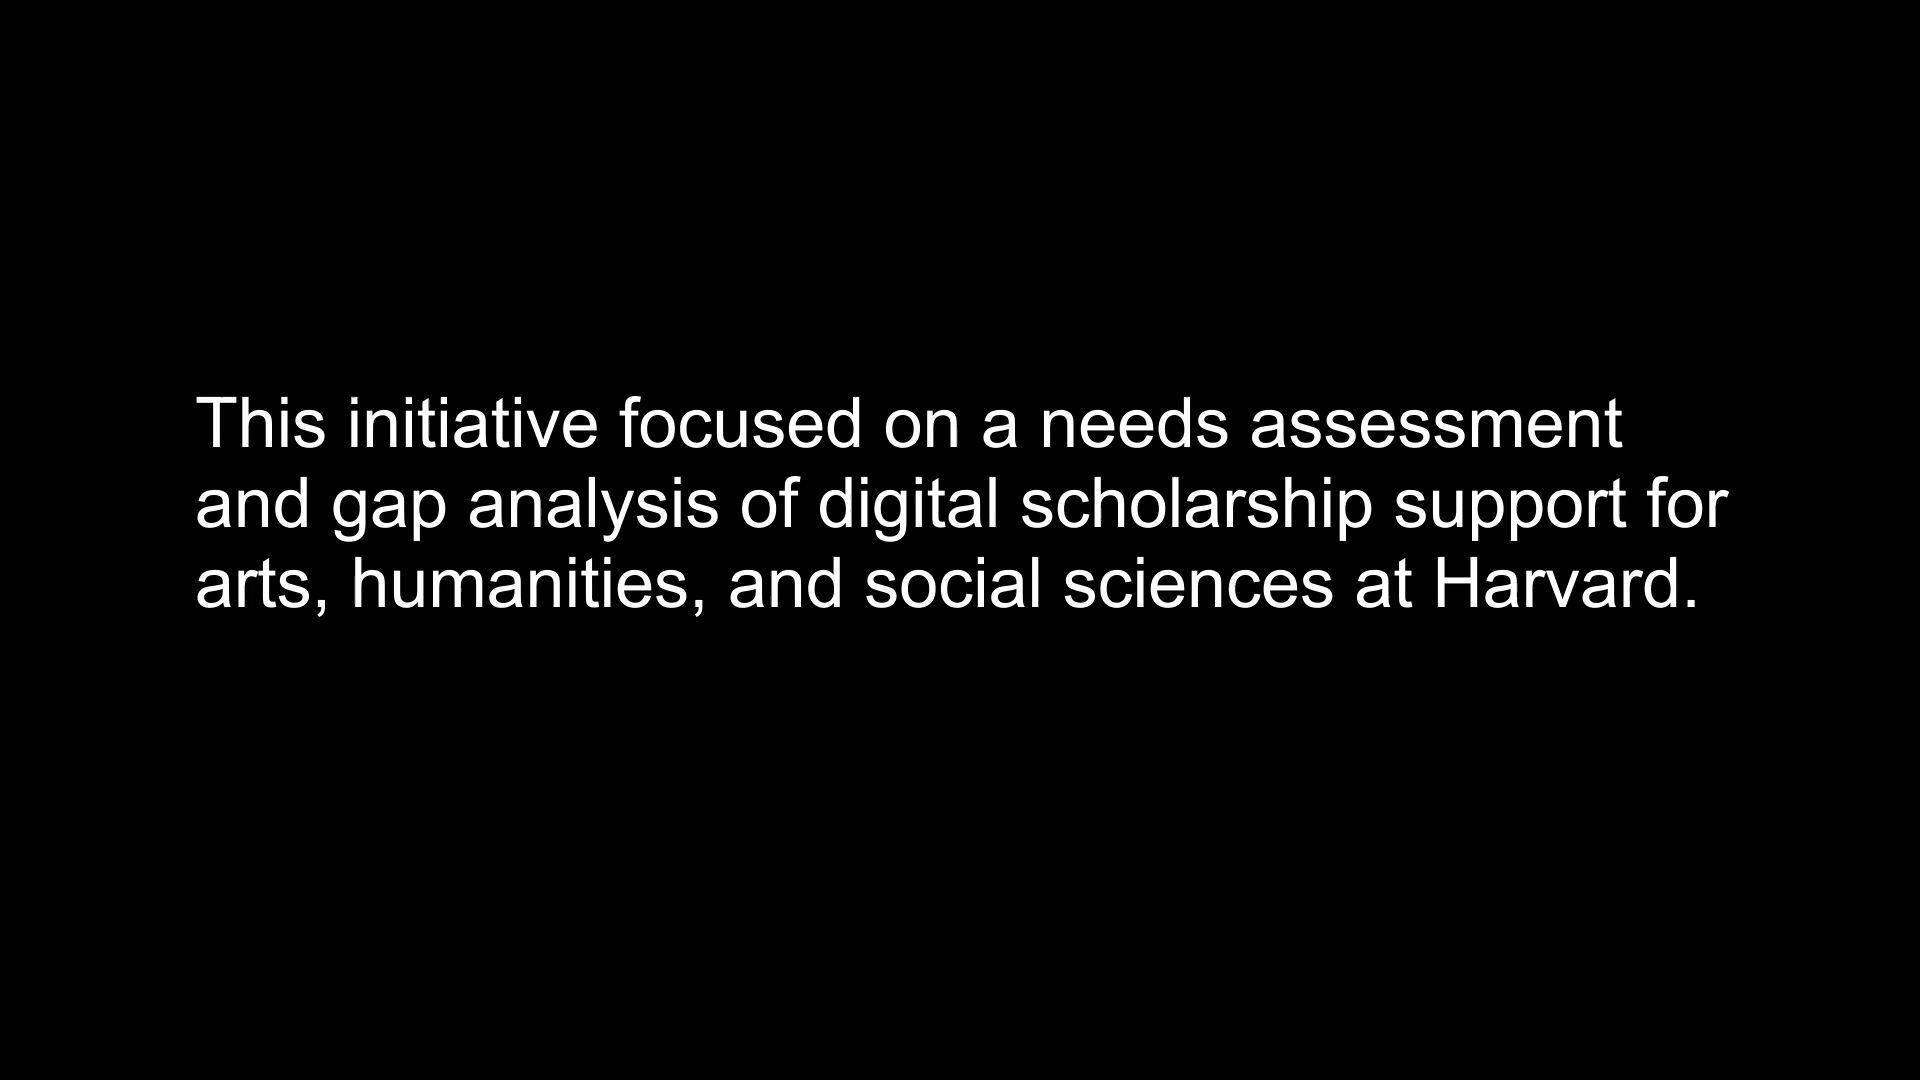 This initiative focused on a needs assessment
and gap analysis of digital scholarship support for
arts, humanities, and social sciences at Harvard.